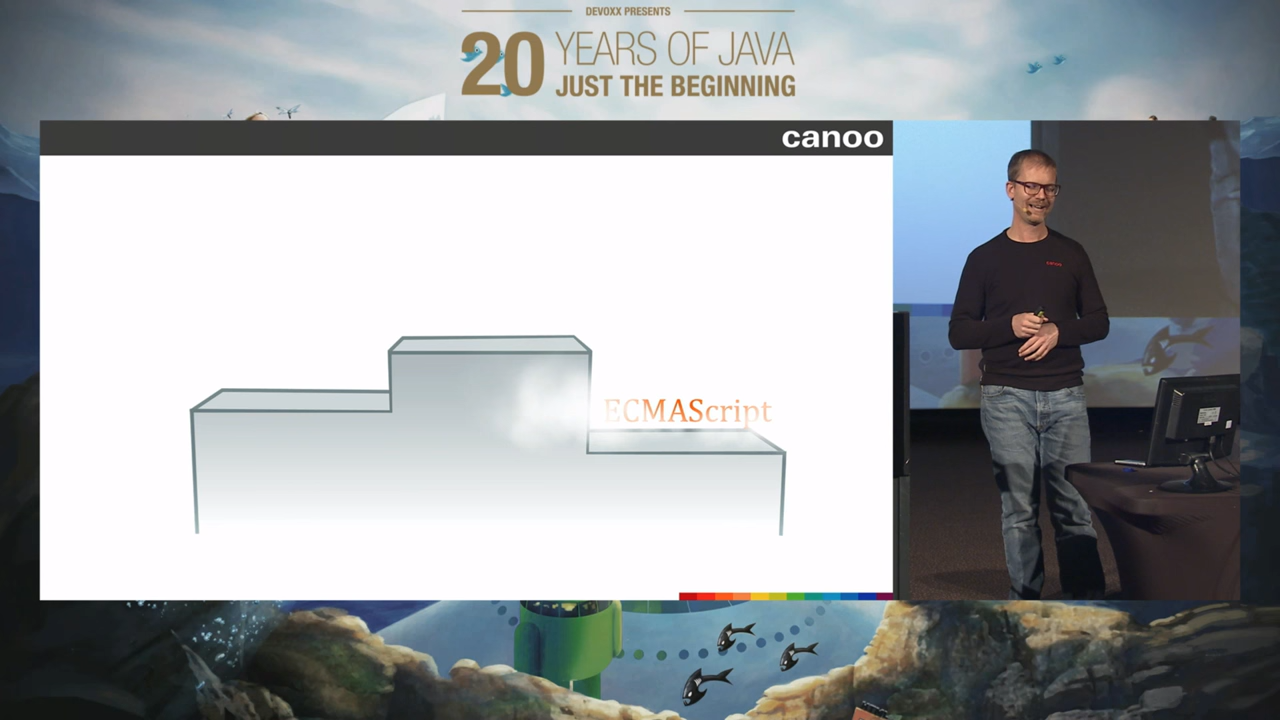 DEVOXX PRESENTS
20 YEARS OF JAVA
JUST THE BEGINNING
canoo
ECMAScript